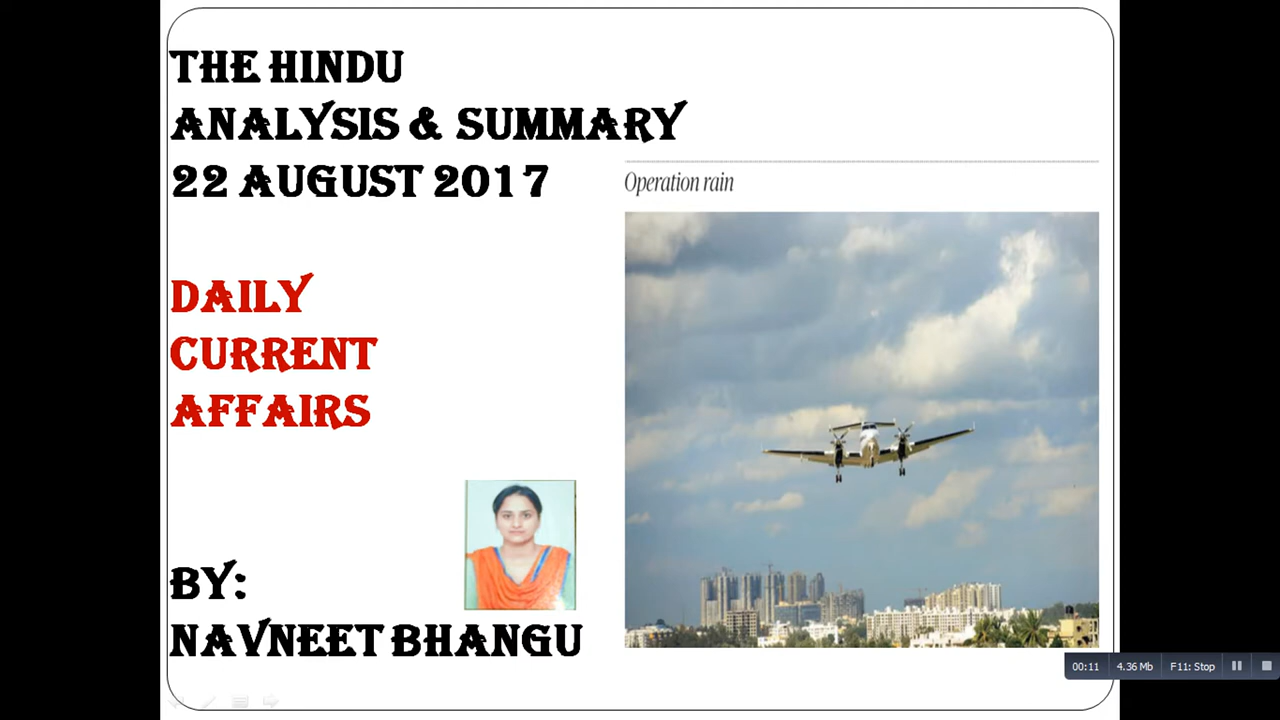 THE HINDU
ANALYSIS & SUMMARY
22 AUGUST 2017
Operation rain
DAILY
CURRENT
AFFAIRS
BY:
NAVNEET BHANGU
00:11 4.36 Mb F11: Stop